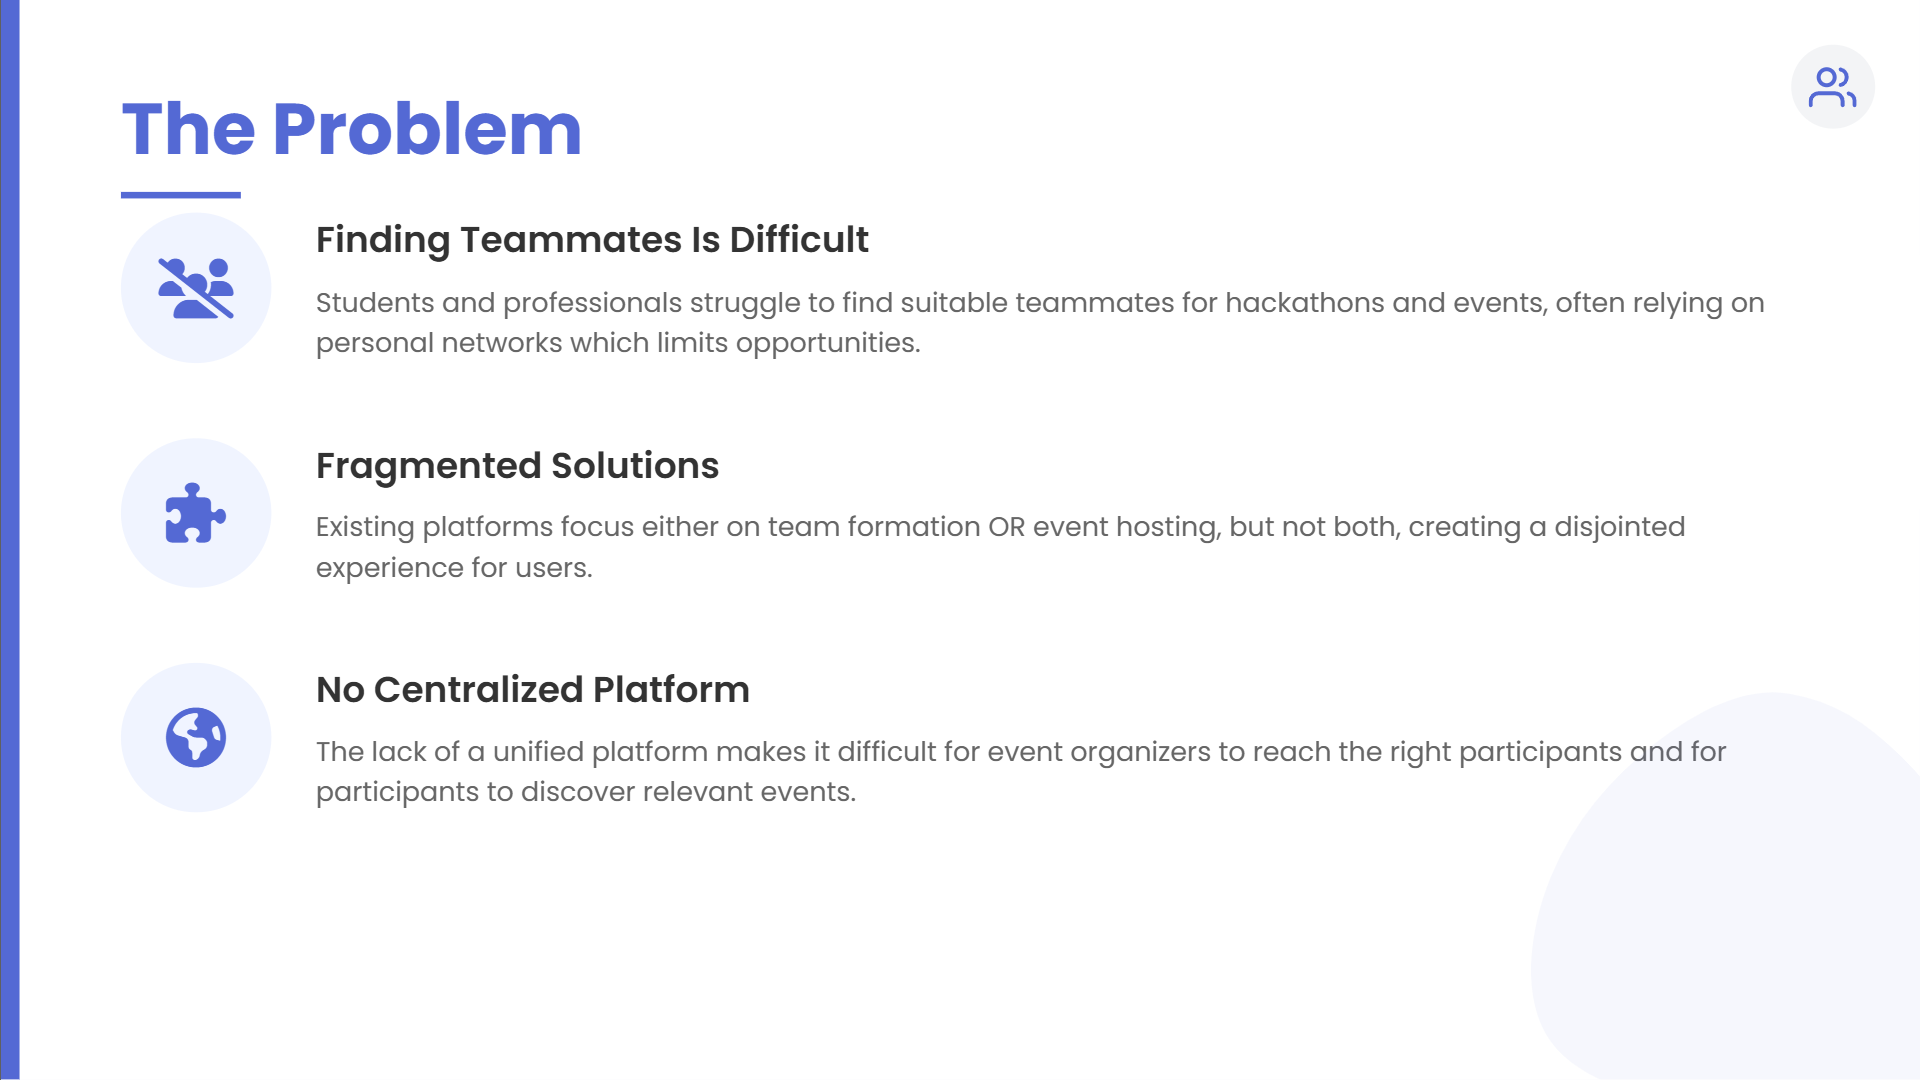 The Problem
Finding Teammates Is Difficult
Students and professionals struggle to find suitable teammates for hackathons and events, often relying on
personal networks which limits opportunities.
Fragmented Solutions
Existing platforms focus either on team formation OR event hosting, but not both, creating a disjointed
experience for users.
No Centralized Platform
The lack of a unified platform makes it difficult for event organizers to reach the right participants and for
participants to discover relevant events.